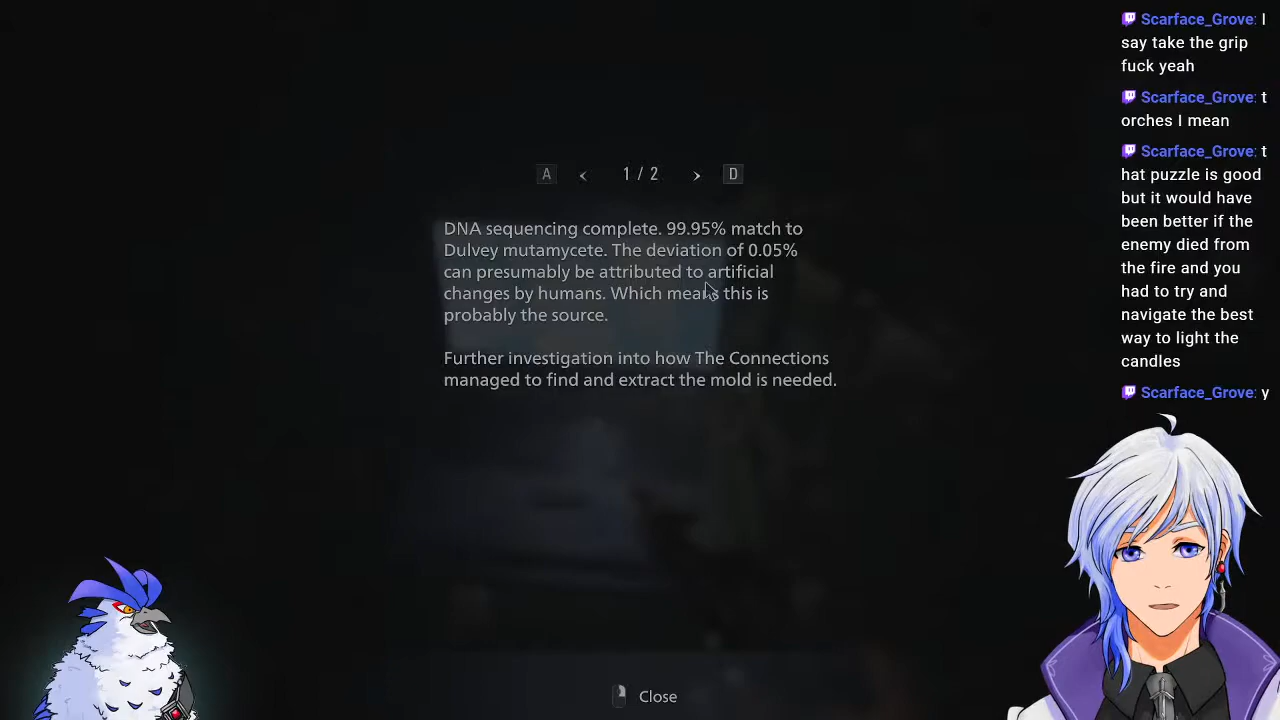 A < 1 / 2 > D
DNA sequencing complete. 99.95% match to
Dulvey mutamycete. The deviation of 0.05%
can presumably be attributed to artificial
changes by humans. Which means this is
probably the source.
Further investigation into how The Connections
managed to find and extract the mold is needed.
Close
Scarface_Grove: I
say take the grip
fuck yeah
Scarface_Grove: t
orches I mean
Scarface_Grove: t
hat puzzle is good
but it would have
been better if the
enemy died from
the fire and you
had to try and
navigate the best
way to light the
candles
Scarface_Grove: y